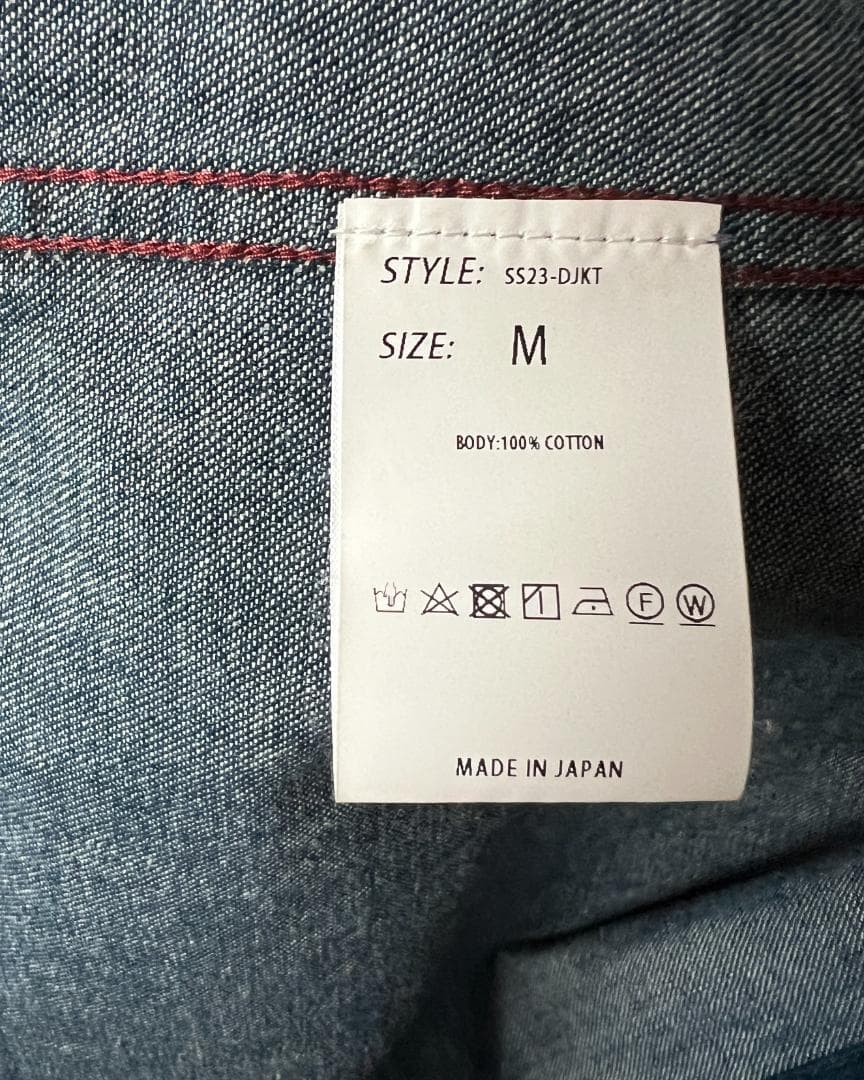 STYLE: SS23-DJKT
SIZE: M
BODY:100% COTTON
F W
MADE IN JAPAN